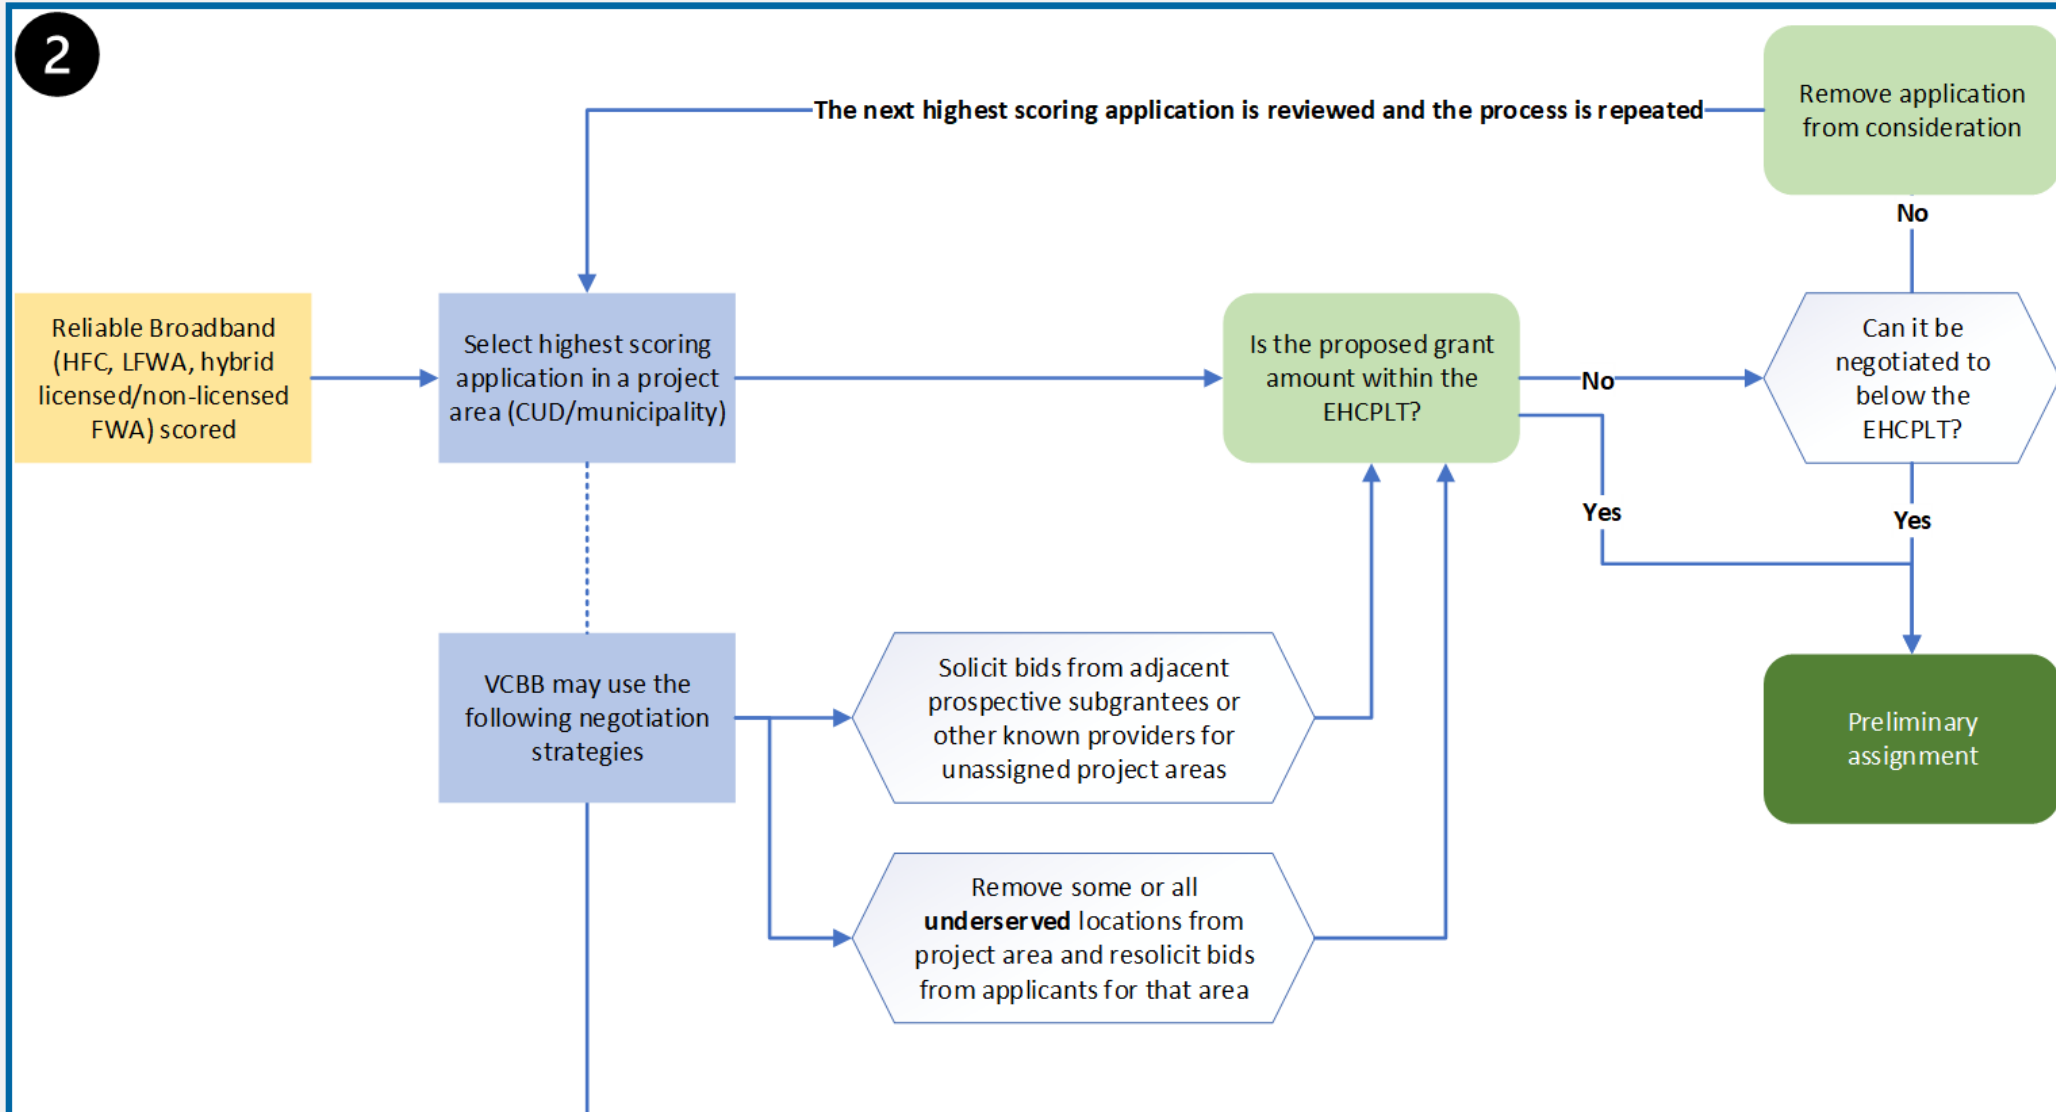 2
Remove application
from consideration
The next highest scoring application is reviewed and the process is repeated
No
Reliable Broadband
(HFC, LFWA, hybrid
licensed/non-licensed
FWA) scored
Select highest scoring
application in a project
area (CUD/municipality)
Is the proposed grant
amount within the
EHCPLT?
No
Can it be
negotiated to
below the
EHCPLT?
Yes
Yes
VCBB may use the
following negotiation
strategies
Solicit bids from adjacent
prospective subgrantees or
other known providers for
unassigned project areas
Preliminary
assignment
Remove some or all
underserved locations from
project area and resolicit bids
from applicants for that area